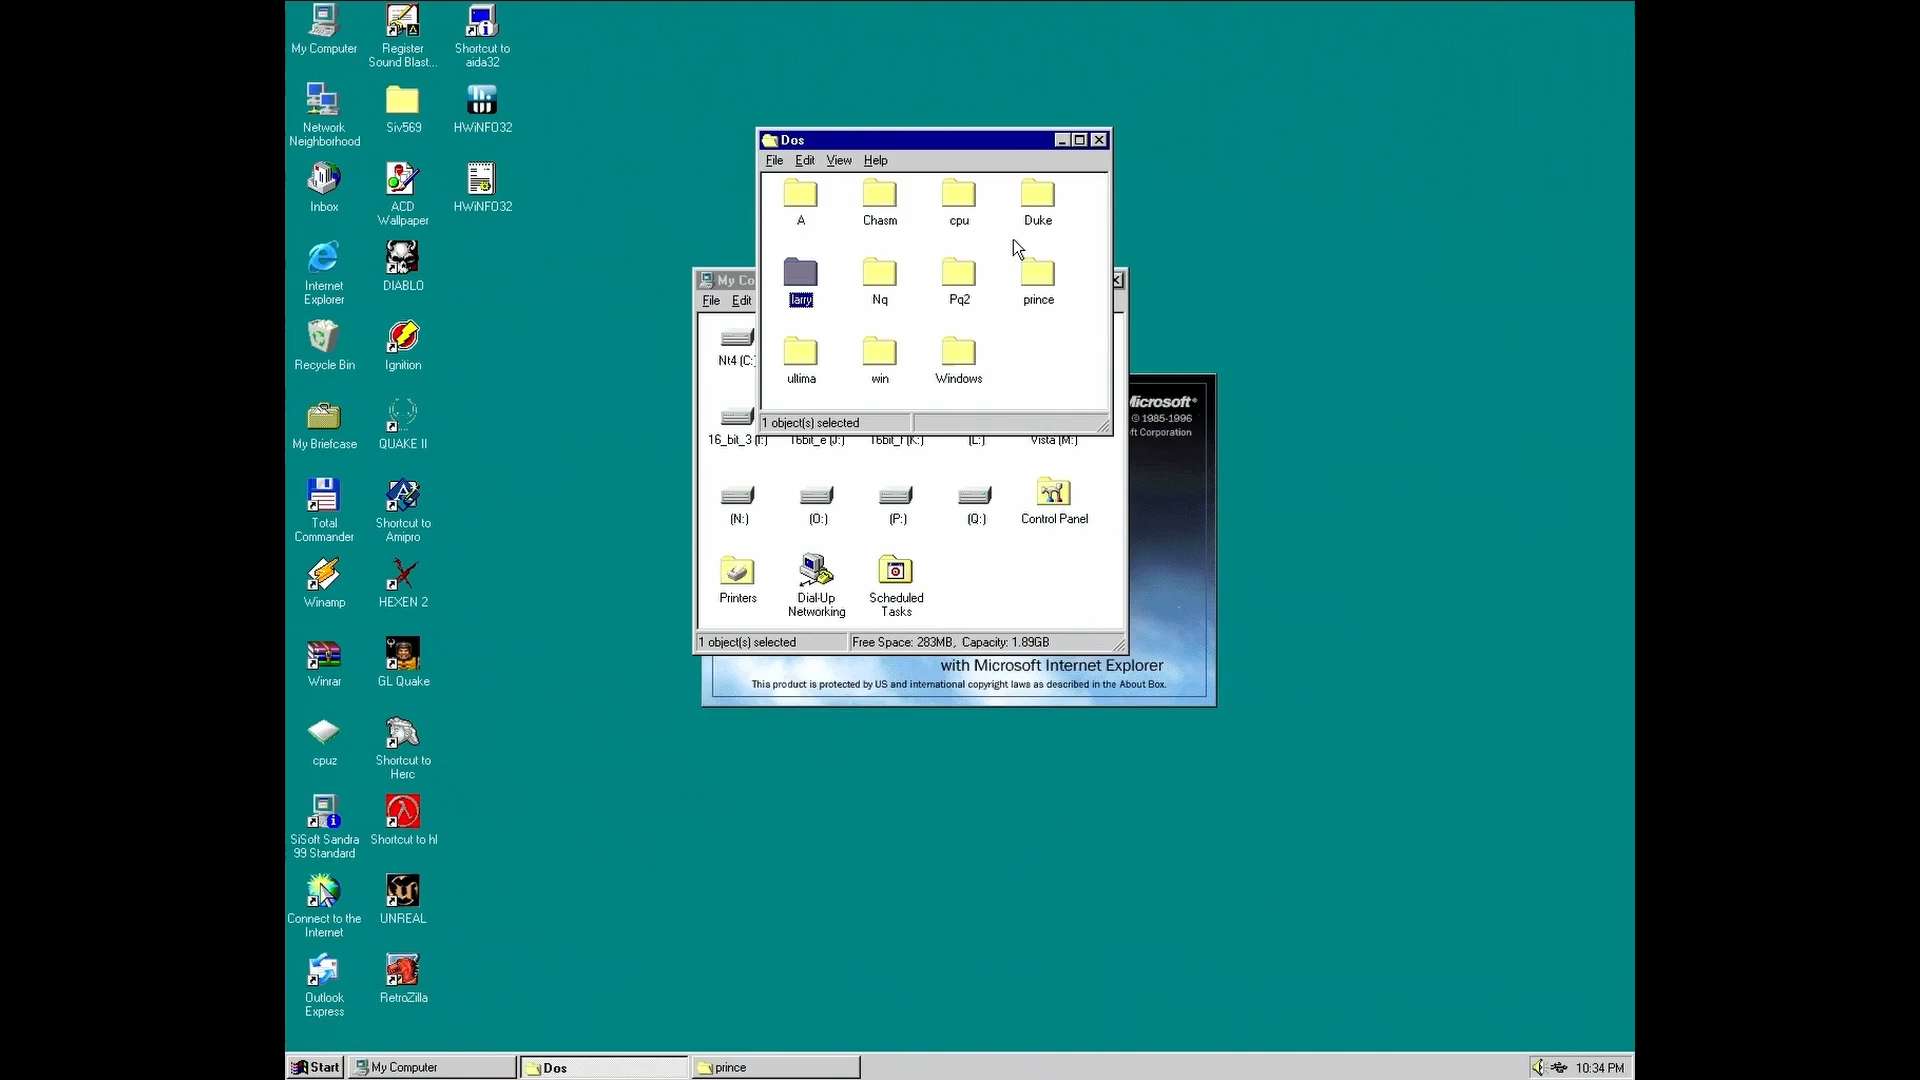 My Computer
Register
Sound Blast...
Shortcut to
aida32
Network
Neighborhood
Siv569
HWiNFO32
Inbox
ACD
Wallpaper
HWiNFO32
Internet
Explorer
DIABLO
Recycle Bin
Ignition
My Briefcase
QUAKE II
Total
Commander
Shortcut to
Amipro
Winamp
HEXEN 2
Winrar
GL Quake
cpuz
Shortcut to
Herc
SiSoft Sandra
99 Standard
Shortcut to hl
Connect to the
Internet
UNREAL
Outlook
Express
RetroZilla
Dos
File Edit View Help
A
Chasm
cpu
Duke
larry
Nq
Pq2
prince
ultima
win
Windows
1 object(s) selected
My Co
File Edit
Nt4 (C:
16_bit_3 (I:)
16bit_e (J:)
16bit_f (K:)
(L:)
Vista (M:)
(N:)
(O:)
(P:)
(Q:)
Control Panel
Printers
Dial-Up
Networking
Scheduled
Tasks
1 object(s) selected
Free Space: 283MB, Capacity: 1.89GB
Microsoft®
© 1985-1996
ft Corporation
with Microsoft Internet Explorer
This product is protected by US and international copyright laws as described in the About Box.
Start
My Computer
Dos
prince
10:34 PM